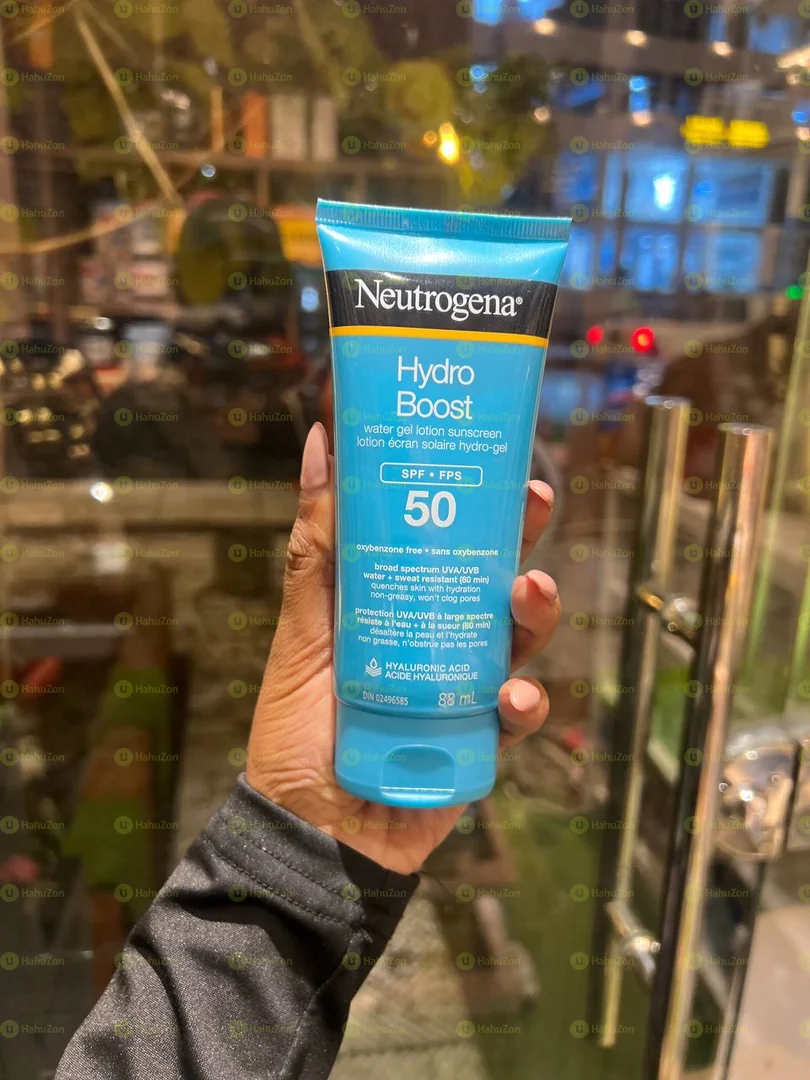 Neutrogena®
Hydro
Boost
water gel lotion sunscreen
lotion écran solaire hydro-gel
SPF • FPS
50
oxybenzone free • sans oxybenzone
broad spectrum UVA/UVB
water + sweat resistant (80 min)
quenches skin with hydration
non-greasy, won't clog pores
protection UVA/UVB à large spectre
résiste à l'eau + à la sueur (80 min)
désaltère la peau et l'hydrate
non grasse, n'obstrue pas les pores
HYALURONIC ACID
ACIDE HYALURONIQUE
DIN 02496585
88 mL
HahuZon